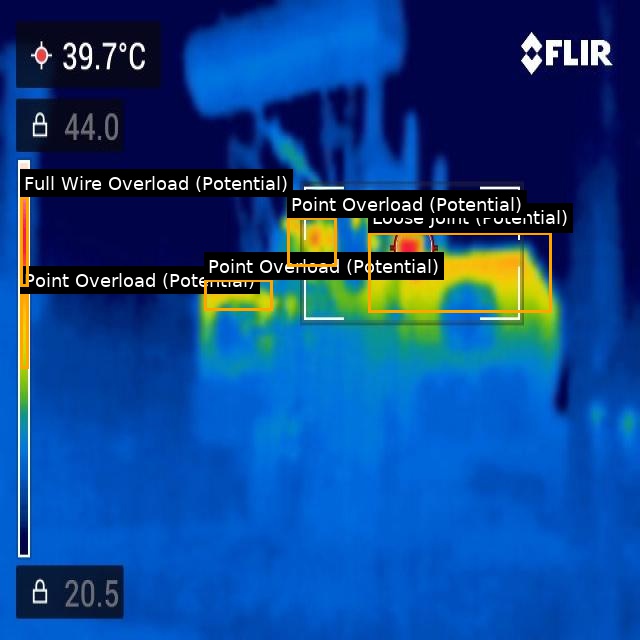 39.7°C
FLIR
44.0
Full Wire Overload (Potential)
Point Overload (Potential)
Loose Joint (Potential)
Point Overload (Potential)
Point Overload (Potential)
20.5